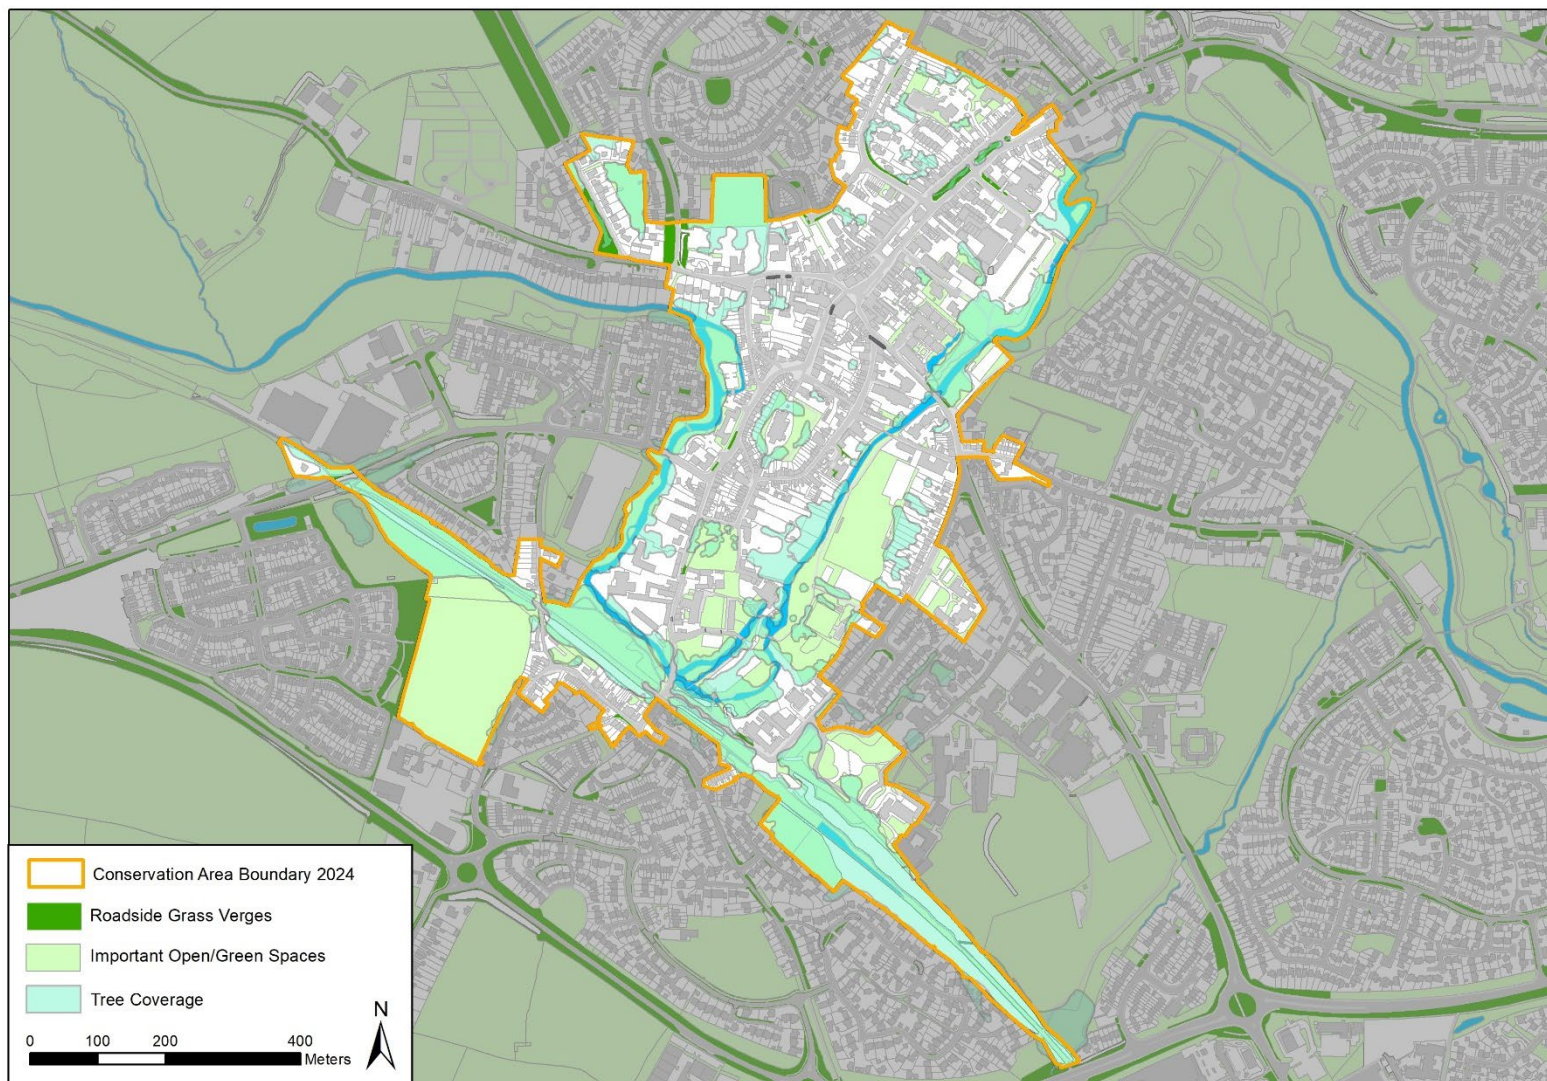 Conservation Area Boundary 2024
Roadside Grass Verges
Important Open/Green Spaces
Tree Coverage
N
0 100 200 400
Meters